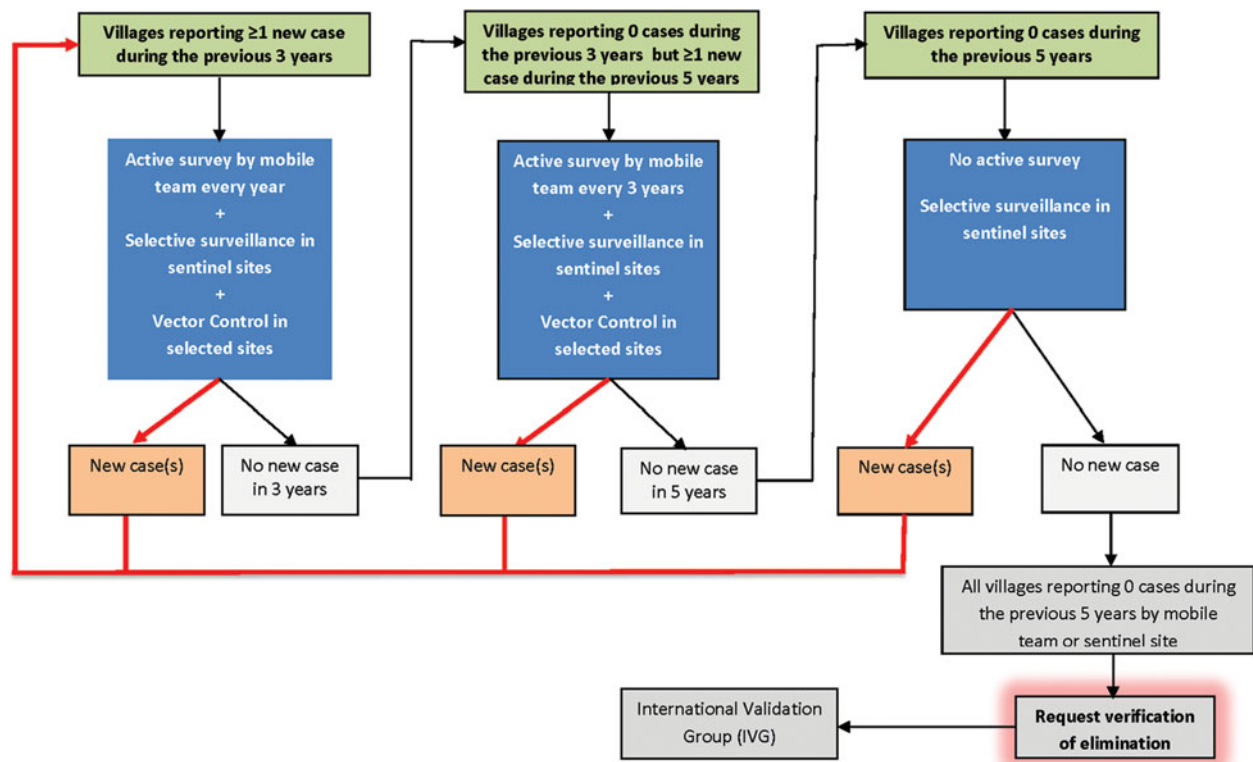 Villages reporting ≥1 new case
during the previous 3 years
Villages reporting 0 cases during
the previous 3 years but ≥1 new
case during the previous 5 years
Villages reporting 0 cases during
the previous 5 years
Active survey by mobile
team every year
+
Selective surveillance in
sentinel sites
+
Vector Control in
selected sites
Active survey by mobile
team every 3 years
+
Selective surveillance in
sentinel sites
+
Vector Control in
selected sites
No active survey
Selective surveillance in
sentinel sites
New case(s)
No new case
in 3 years
New case(s)
No new case
in 5 years
New case(s)
No new case
All villages reporting 0 cases during
the previous 5 years by mobile
team or sentinel site
International Validation
Group (IVG)
Request verification
of elimination